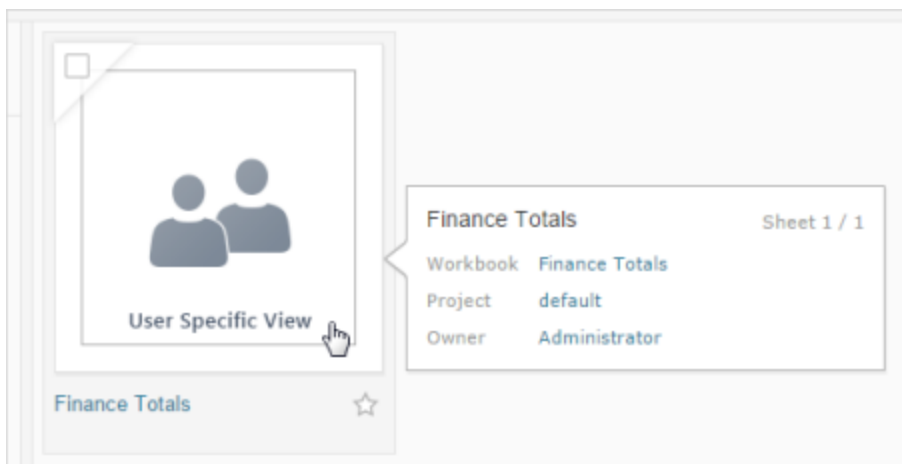 User Specific View
Finance Totals
Finance Totals Sheet 1 / 1
Workbook Finance Totals
Project default
Owner Administrator